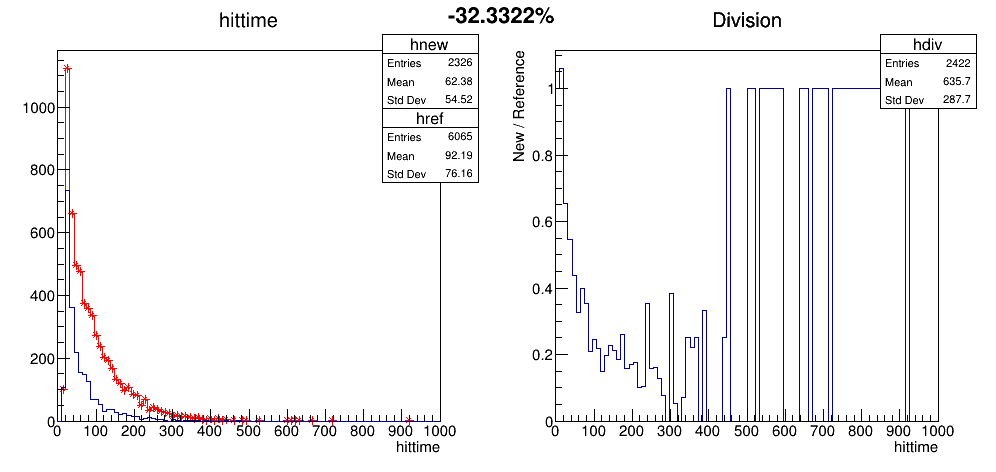 -32.3322%
hittime
hnew
Entries 2326
Mean 62.38
Std Dev 54.52
href
Entries 6065
Mean 92.19
Std Dev 76.16
1000
800
600
400
200
0
0 100 200 300 400 500 600 700 800 900 1000
hittime
Division
hdiv
Entries 2422
Mean 635.7
Std Dev 287.7
New / Reference
1
0.8
0.6
0.4
0.2
0
0 100 200 300 400 500 600 700 800 900 1000
hittime